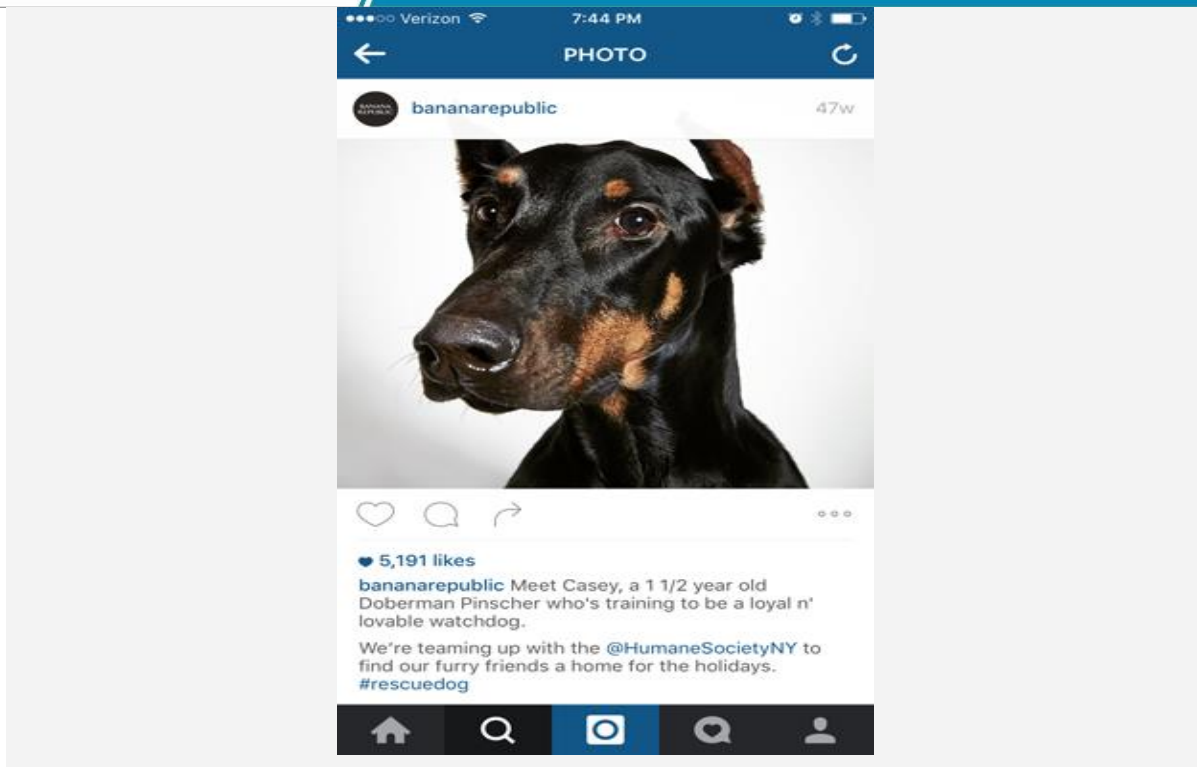 Verizon 7:44 PM
PHOTO
BANANA
REPUBLIC
bananarepublic 47w
5,191 likes
bananarepublic Meet Casey, a 1 1/2 year old
Doberman Pinscher who's training to be a loyal n'
lovable watchdog.
We're teaming up with the @HumaneSocietyNY to
find our furry friends a home for the holidays.
#rescuedog